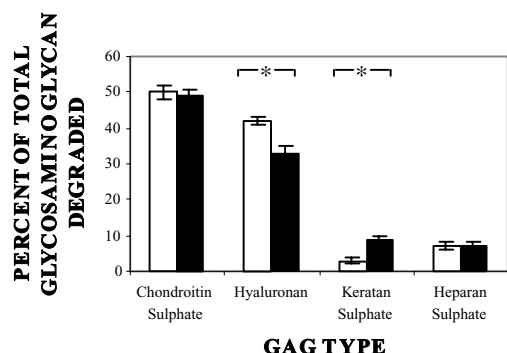 PERCENT OF TOTAL
GLYCOSAMINOGLYCAN
DEGRADED
60
50
40
30
20
10
0
*
*
Chondroitin
Sulphate
Hyaluronan
Keratan
Sulphate
Heparan
Sulphate
GAG TYPE